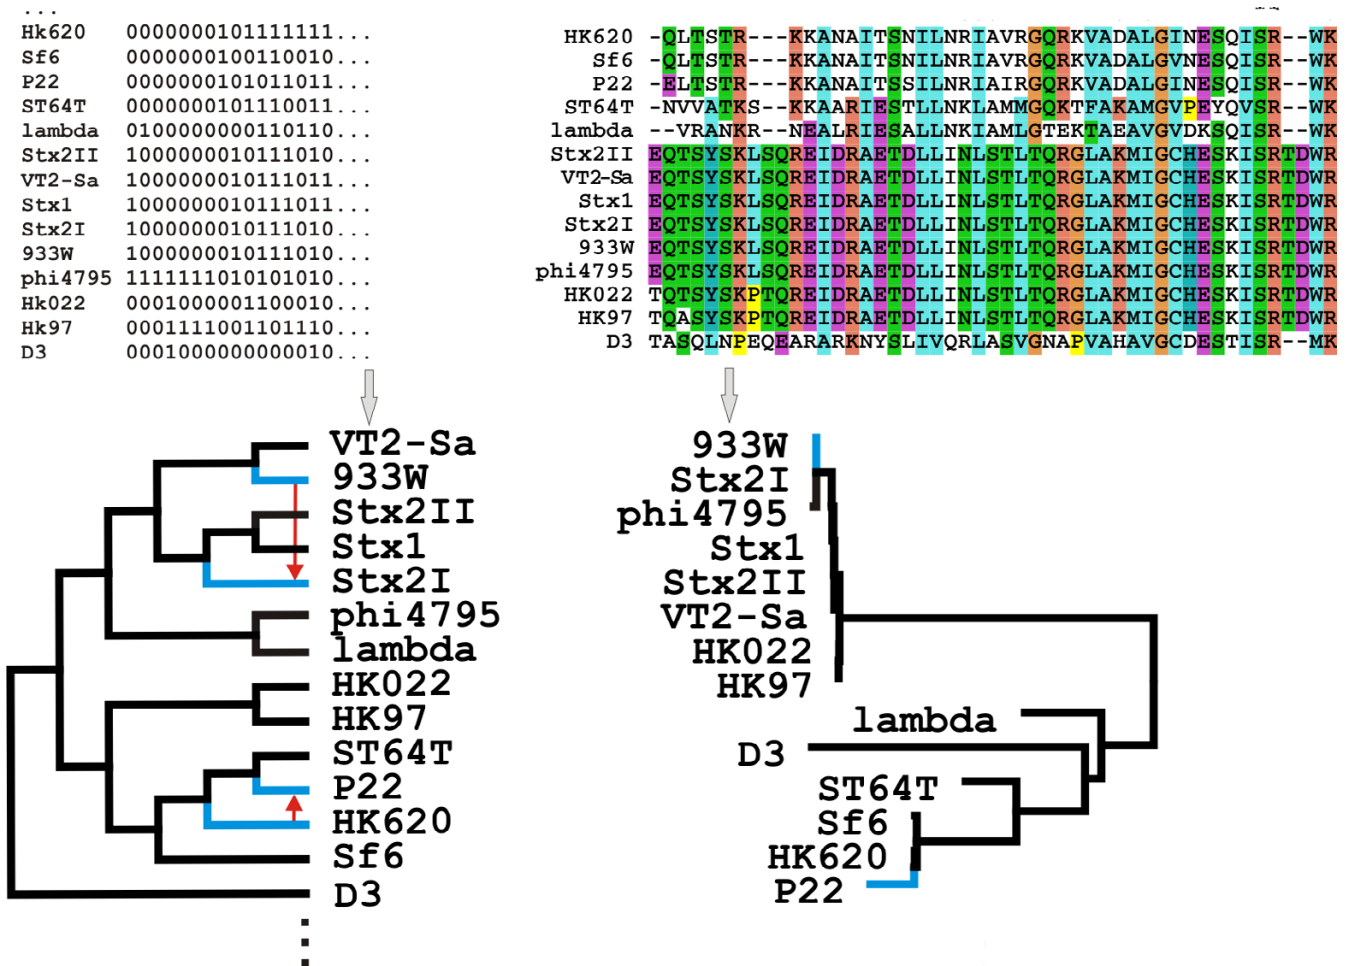 ...
Hk620 0000000101111111...
Sf6 0000000100110010...
P22 0000000101011011...
ST64T 0000000101110011...
lambda 0100000000110110...
Stx2II 1000000010111010...
VT2-Sa 1000000010111011...
Stx1 1000000010111011...
Stx2I 1000000010111010...
933W 1000000010111010...
phi4795 1111111010101010...
Hk022 0001000001100010...
Hk97 0001111001101110...
D3 0001000000000010...
HK620 -QLTSTR---KKANAITSNILNRIAVRGQRKVADALGINESQISR--WK
Sf6 -QLTSTR---KKANAITSNILNRIAVRGQRKVADALGVNESQISR--WK
P22 -ELTSTR---KKANAITSSILNRIAIRGQRKVADALGINESQISR--WK
ST64T -NVVATKS--KKAARIESTLLNKLAMMGQKTFAKAMGVPEYQVSR--WK
lambda --VRANKR--NEALRIESALLNKIAMLGTEKTAEAVGVDKSQISR--WK
Stx2II EQTSYSKLSQREIDRAETDLLINLSTLTQRGLAKMIGCHESKISRTDWR
VT2-Sa EQTSYSKLSQREIDRAETDLLINLSTLTQRGLAKMIGCHESKISRTDWR
Stx1 EQTSYSKLSQREIDRAETDLLINLSTLTQRGLAKMIGCHESKISRTDWR
Stx2I EQTSYSKLSQREIDRAETDLLINLSTLTQRGLAKMIGCHESKISRTDWR
933W EQTSYSKLSQREIDRAETDLLINLSTLTQRGLAKMIGCHESKISRTDWR
phi4795 EQTSYSKLSQREIDRAETDLLINLSTLTQRGLAKMIGCHESKISRTDWR
HK022 TQTSYSKPTQREIDRAETDLLINLSTLTQRGLAKMIGCHESKISRTDWR
HK97 TQASYSKPTQREIDRAETDLLINLSTLTQRGLAKMIGCHESKISRTDWR
D3 TASQLNPEQEARARKNYSLIVQRLASVGNAPVAHAVGCDESTISR--MK
VT2-Sa
933W
Stx2II
Stx1
Stx2I
phi4795
lambda
HK022
HK97
ST64T
P22
HK620
Sf6
D3
933W
Stx2I
phi4795
Stx1
Stx2II
VT2-Sa
HK022
HK97
lambda
D3
ST64T
Sf6
HK620
P22